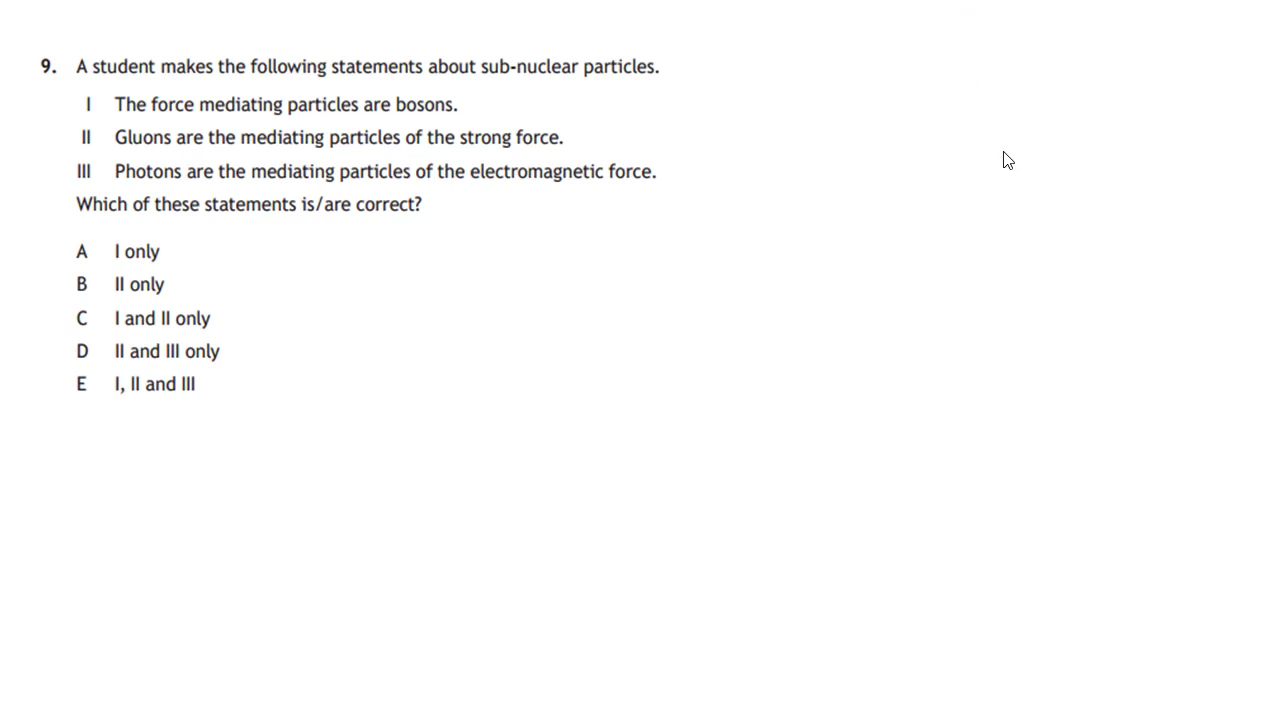 9. A student makes the following statements about sub-nuclear particles.
I The force mediating particles are bosons.
II Gluons are the mediating particles of the strong force.
III Photons are the mediating particles of the electromagnetic force.
Which of these statements is/are correct?
A I only
B II only
C I and II only
D II and III only
E I, II and III